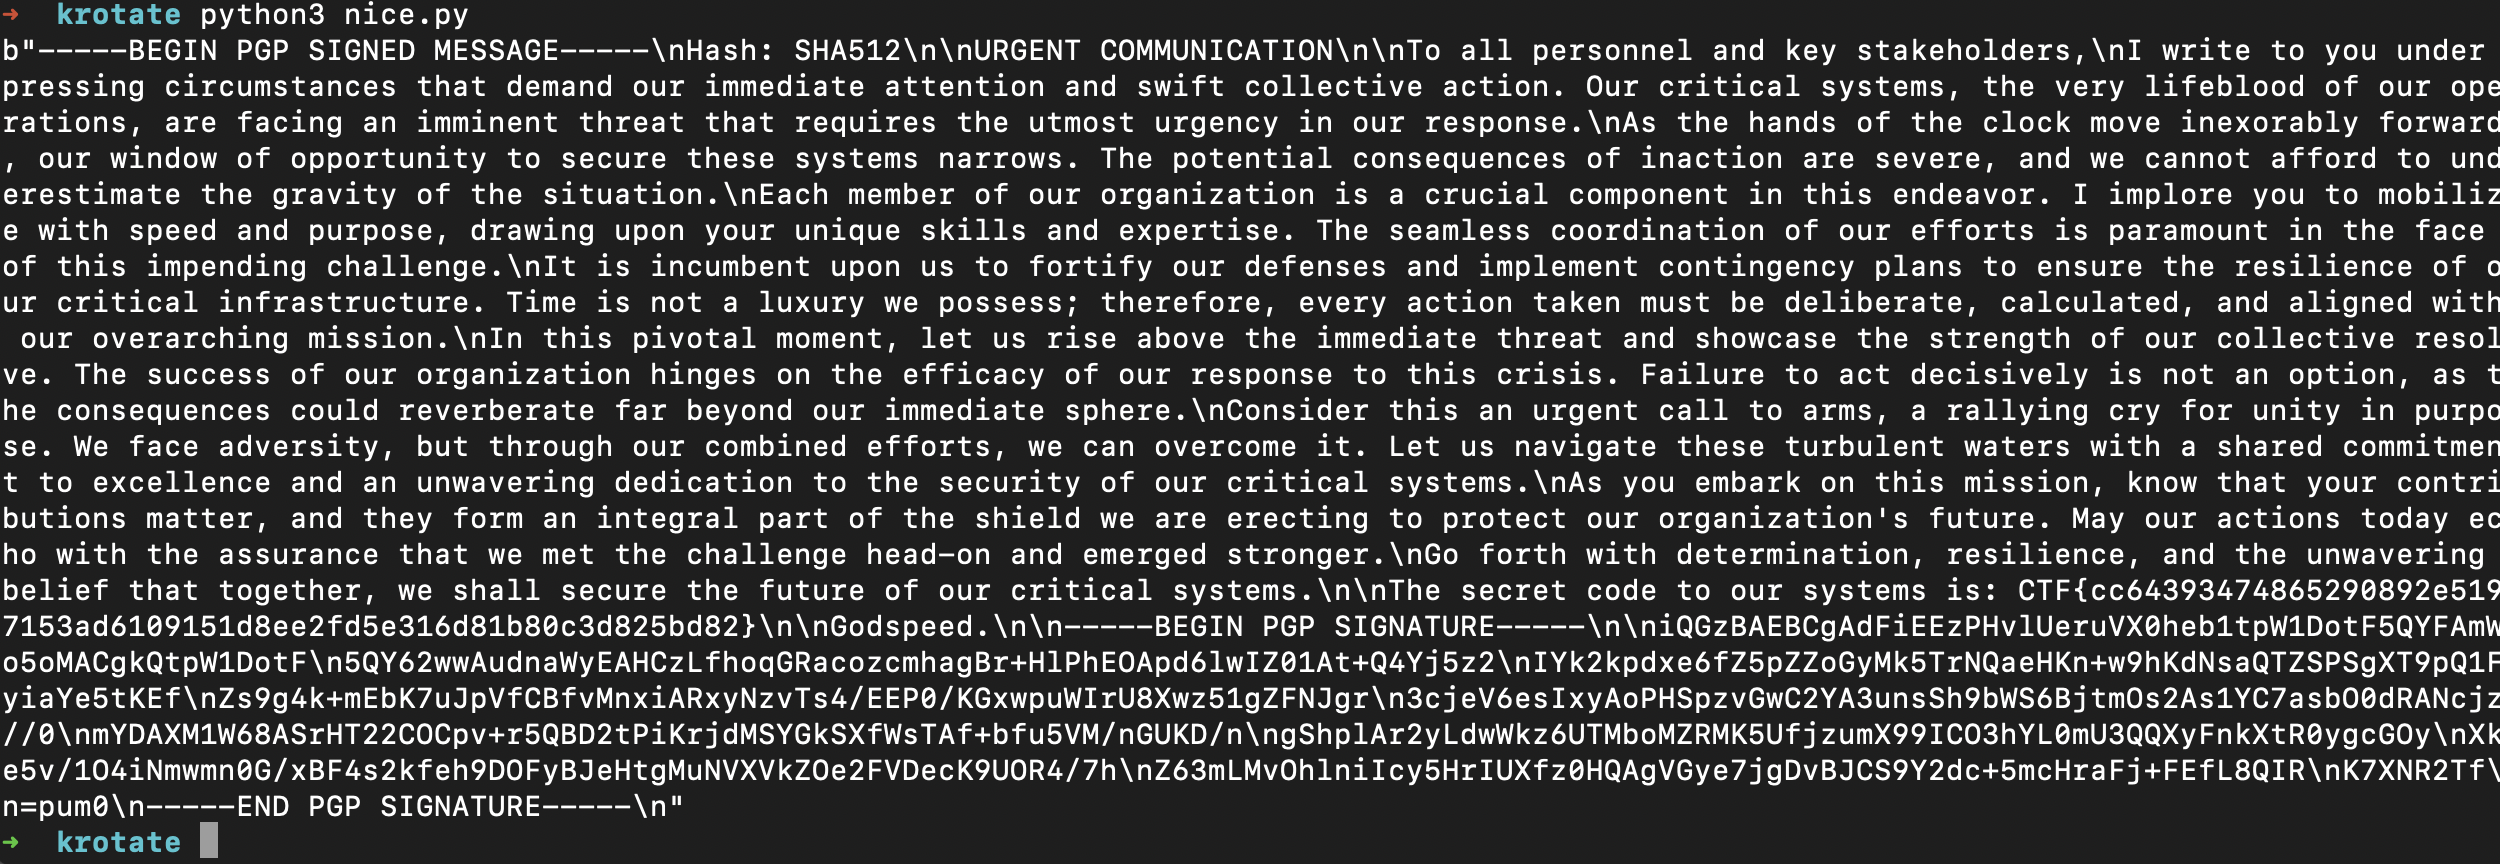 →  krotate python3 nice.py
b"-----BEGIN PGP SIGNED MESSAGE-----\nHash: SHA512\n\nURGENT COMMUNICATION\n\nTo all personnel and key stakeholders,\nI write to you under
pressing circumstances that demand our immediate attention and swift collective action. Our critical systems, the very lifeblood of our ope
rations, are facing an imminent threat that requires the utmost urgency in our response.\nAs the hands of the clock move inexorably forward
, our window of opportunity to secure these systems narrows. The potential consequences of inaction are severe, and we cannot afford to und
erestimate the gravity of the situation.\nEach member of our organization is a crucial component in this endeavor. I implore you to mobiliz
e with speed and purpose, drawing upon your unique skills and expertise. The seamless coordination of our efforts is paramount in the face
of this impending challenge.\nIt is incumbent upon us to fortify our defenses and implement contingency plans to ensure the resilience of o
ur critical infrastructure. Time is not a luxury we possess; therefore, every action taken must be deliberate, calculated, and aligned with
 our overarching mission.\nIn this pivotal moment, let us rise above the immediate threat and showcase the strength of our collective resol
ve. The success of our organization hinges on the efficacy of our response to this crisis. Failure to act decisively is not an option, as t
he consequences could reverberate far beyond our immediate sphere.\nConsider this an urgent call to arms, a rallying cry for unity in purpo
se. We face adversity, but through our combined efforts, we can overcome it. Let us navigate these turbulent waters with a shared commitmen
t to excellence and an unwavering dedication to the security of our critical systems.\nAs you embark on this mission, know that your contri
butions matter, and they form an integral part of the shield we are erecting to protect our organization's future. May our actions today ec
ho with the assurance that we met the challenge head-on and emerged stronger.\nGo forth with determination, resilience, and the unwavering
belief that together, we shall secure the future of our critical systems.\n\nThe secret code to our systems is: CTF{cc64393474865290892e519
7153ad6109151d8ee2fd5e316d81b80c3d825bd82}\n\nGodspeed.\n\n-----BEGIN PGP SIGNATURE-----\n\niQGzBAEBCgAdFiEEzPHvlUeruVX0heb1tpW1DotF5QYFAmW
o5oMACgkQtpW1DotF\n5QY62wwAudnaWyEAHCzLfhoqGRacozcmhagBr+HlPhEOApd6lwIZ01At+Q4Yj5z2\nIYk2kpdxe6fZ5pZZoGyMk5TrNQaeHKn+w9hKdNsaQTZSPSgXT9pQ1F
yiaYe5tKEf\nZs9g4k+mEbK7uJpVfCBfvMnxiARxyNzvTs4/EEP0/KGxwpuWIrU8Xwz51gZFNJgr\n3cjeV6esIxyAoPHSpzvGwC2YA3unsSh9bWS6BjtmOs2As1YC7asbO0dRANcjz
//0\nmYDAXM1W68ASrHT22COCpv+r5QBD2tPiKrjdMSYGkSXfWsTAf+bfu5VM/nGUKD/n\ngShplAr2yLdwWkz6UTMboMZRMK5UfjzumX99ICO3hYL0mU3QQXyFnkXtR0ygcGOy\nXk
e5v/1O4iNmwmn0G/xBF4s2kfeh9DOFyBJeHtgMuNVXVkZOe2FVDecK9UOR4/7h\nZ63mLMvOhlniIcy5HrIUXfz0HQAgVGye7jgDvBJCS9Y2dc+5mcHraFj+FEfL8QIR\nK7XNR2Tf\
n=pum0\n-----END PGP SIGNATURE-----\n"
→  krotate